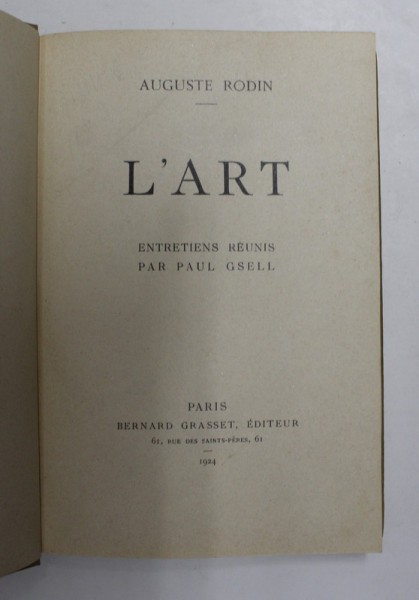 AUGUSTE RODIN
L'ART
ENTRETIENS RÉUNIS
PAR PAUL GSELL
PARIS
BERNARD GRASSET, ÉDITEUR
61, RUE DES SAINTS-PÈRES, 61
1924